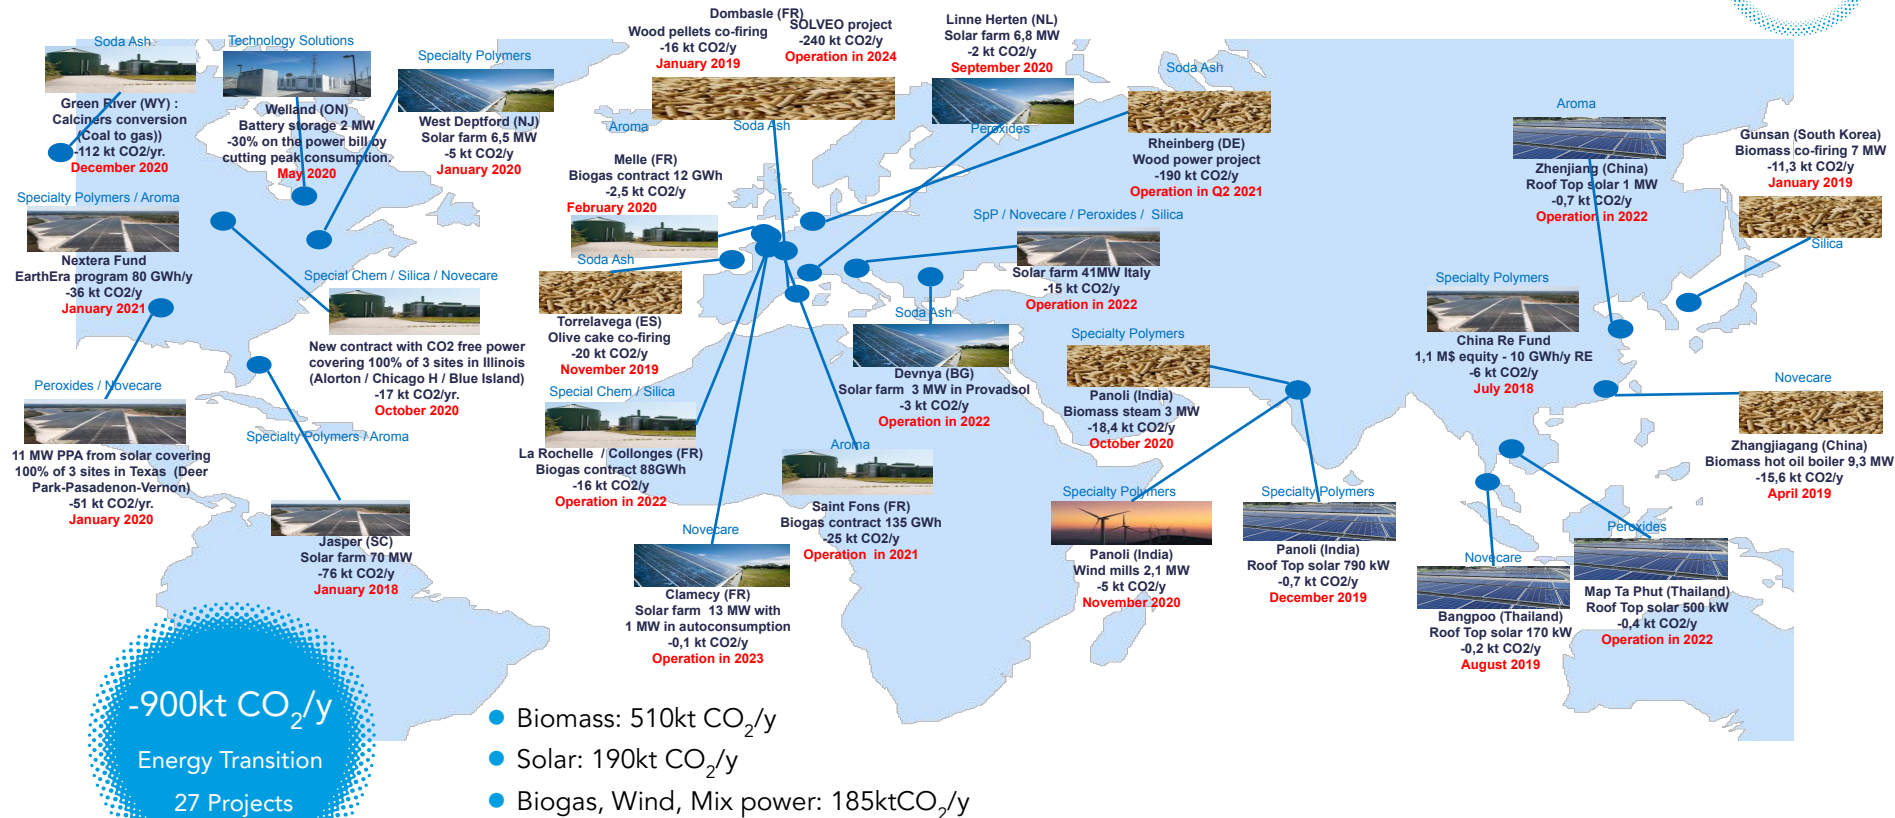 Soda Ash
Green River (WY) :
Calciners conversion
(Coal to gas))
-112 kt CO2/yr.
December 2020
Technology Solutions
Welland (ON)
Battery storage 2 MW
-30% on the power bill by
cutting peak consumption.
May 2020
Specialty Polymers
West Deptford (NJ)
Solar farm 6,5 MW
-5 kt CO2/y
January 2020
Dombasle (FR)
Wood pellets co-firing
-16 kt CO2/y
January 2019
SOLVEO project
-240 kt CO2/y
Operation in 2024
Soda Ash
Linne Herten (NL)
Solar farm 6,8 MW
-2 kt CO2/y
September 2020
Peroxides
Soda Ash
Rheinberg (DE)
Wood power project
-190 kt CO2/y
Operation in Q2 2021
Aroma
Zhenjiang (China)
Roof Top solar 1 MW
-0,7 kt CO2/y
Operation in 2022
Gunsan (South Korea)
Biomass co-firing 7 MW
-11,3 kt CO2/y
January 2019
Silica
Aroma
Melle (FR)
Biogas contract 12 GWh
-2,5 kt CO2/y
February 2020
Specialty Polymers / Aroma
Nextera Fund
EarthEra program 80 GWh/y
-36 kt CO2/y
January 2021
Special Chem / Silica / Novecare
New contract with CO2 free power
covering 100% of 3 sites in Illinois
(Alorton / Chicago H / Blue Island)
-17 kt CO2/yr.
October 2020
Soda Ash
Torrelavega (ES)
Olive cake co-firing
-20 kt CO2/y
November 2019
SpP / Novecare / Peroxides / Silica
Solar farm 41MW Italy
-15 kt CO2/y
Operation in 2022
Soda Ash
Devnya (BG)
Solar farm 3 MW in Provadsol
-3 kt CO2/y
Operation in 2022
Specialty Polymers
Panoli (India)
Biomass steam 3 MW
-18,4 kt CO2/y
October 2020
Specialty Polymers
China Re Fund
1,1 M$ equity - 10 GWh/y RE
-6 kt CO2/y
July 2018
Novecare
Zhangjiagang (China)
Biomass hot oil boiler 9,3 MW
-15,6 kt CO2/y
April 2019
Peroxides / Novecare
11 MW PPA from solar covering
100% of 3 sites in Texas (Deer
Park-Pasadenon-Vernon)
-51 kt CO2/yr.
January 2020
Specialty Polymers / Aroma
Jasper (SC)
Solar farm 70 MW
-76 kt CO2/y
January 2018
Special Chem / Silica
La Rochelle / Collonges (FR)
Biogas contract 88GWh
-16 kt CO2/y
Operation in 2022
Aroma
Saint Fons (FR)
Biogas contract 135 GWh
-25 kt CO2/y
Operation in 2021
Novecare
Clamecy (FR)
Solar farm 13 MW with
1 MW in autoconsumption
-0,1 kt CO2/y
Operation in 2023
Specialty Polymers
Panoli (India)
Wind mills 2,1 MW
-5 kt CO2/y
November 2020
Specialty Polymers
Panoli (India)
Roof Top solar 790 kW
-0,7 kt CO2/y
December 2019
Novecare
Bangpoo (Thailand)
Roof Top solar 170 kW
-0,2 kt CO2/y
August 2019
Peroxides
Map Ta Phut (Thailand)
Roof Top solar 500 kW
-0,4 kt CO2/y
Operation in 2022
-900kt CO2/y
Energy Transition
27 Projects
Biomass: 510kt CO2/y
Solar: 190kt CO2/y
Biogas, Wind, Mix power: 185ktCO2/y